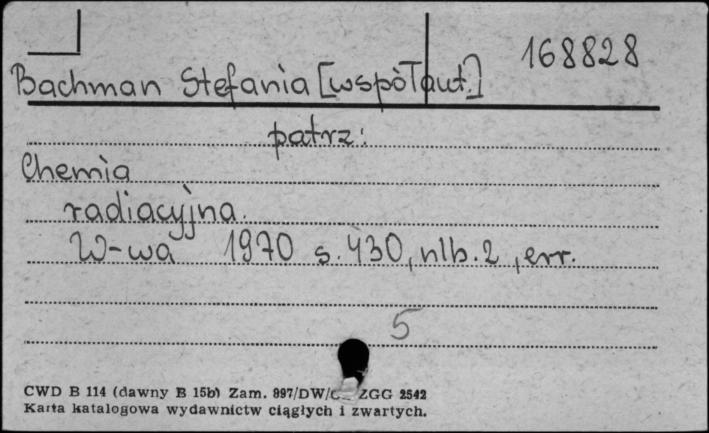 168828
Bachman Stefania [współaut.]
patrz:
Chemia
radiacyjna.
W-wa 1970 s. 430, nlb. 2, err.
5
CWD B 114 (dawny B 15b) Zam. 897/DW/ ZGG 2542
Karta katalogowa wydawnictw ciągłych i zwartych.